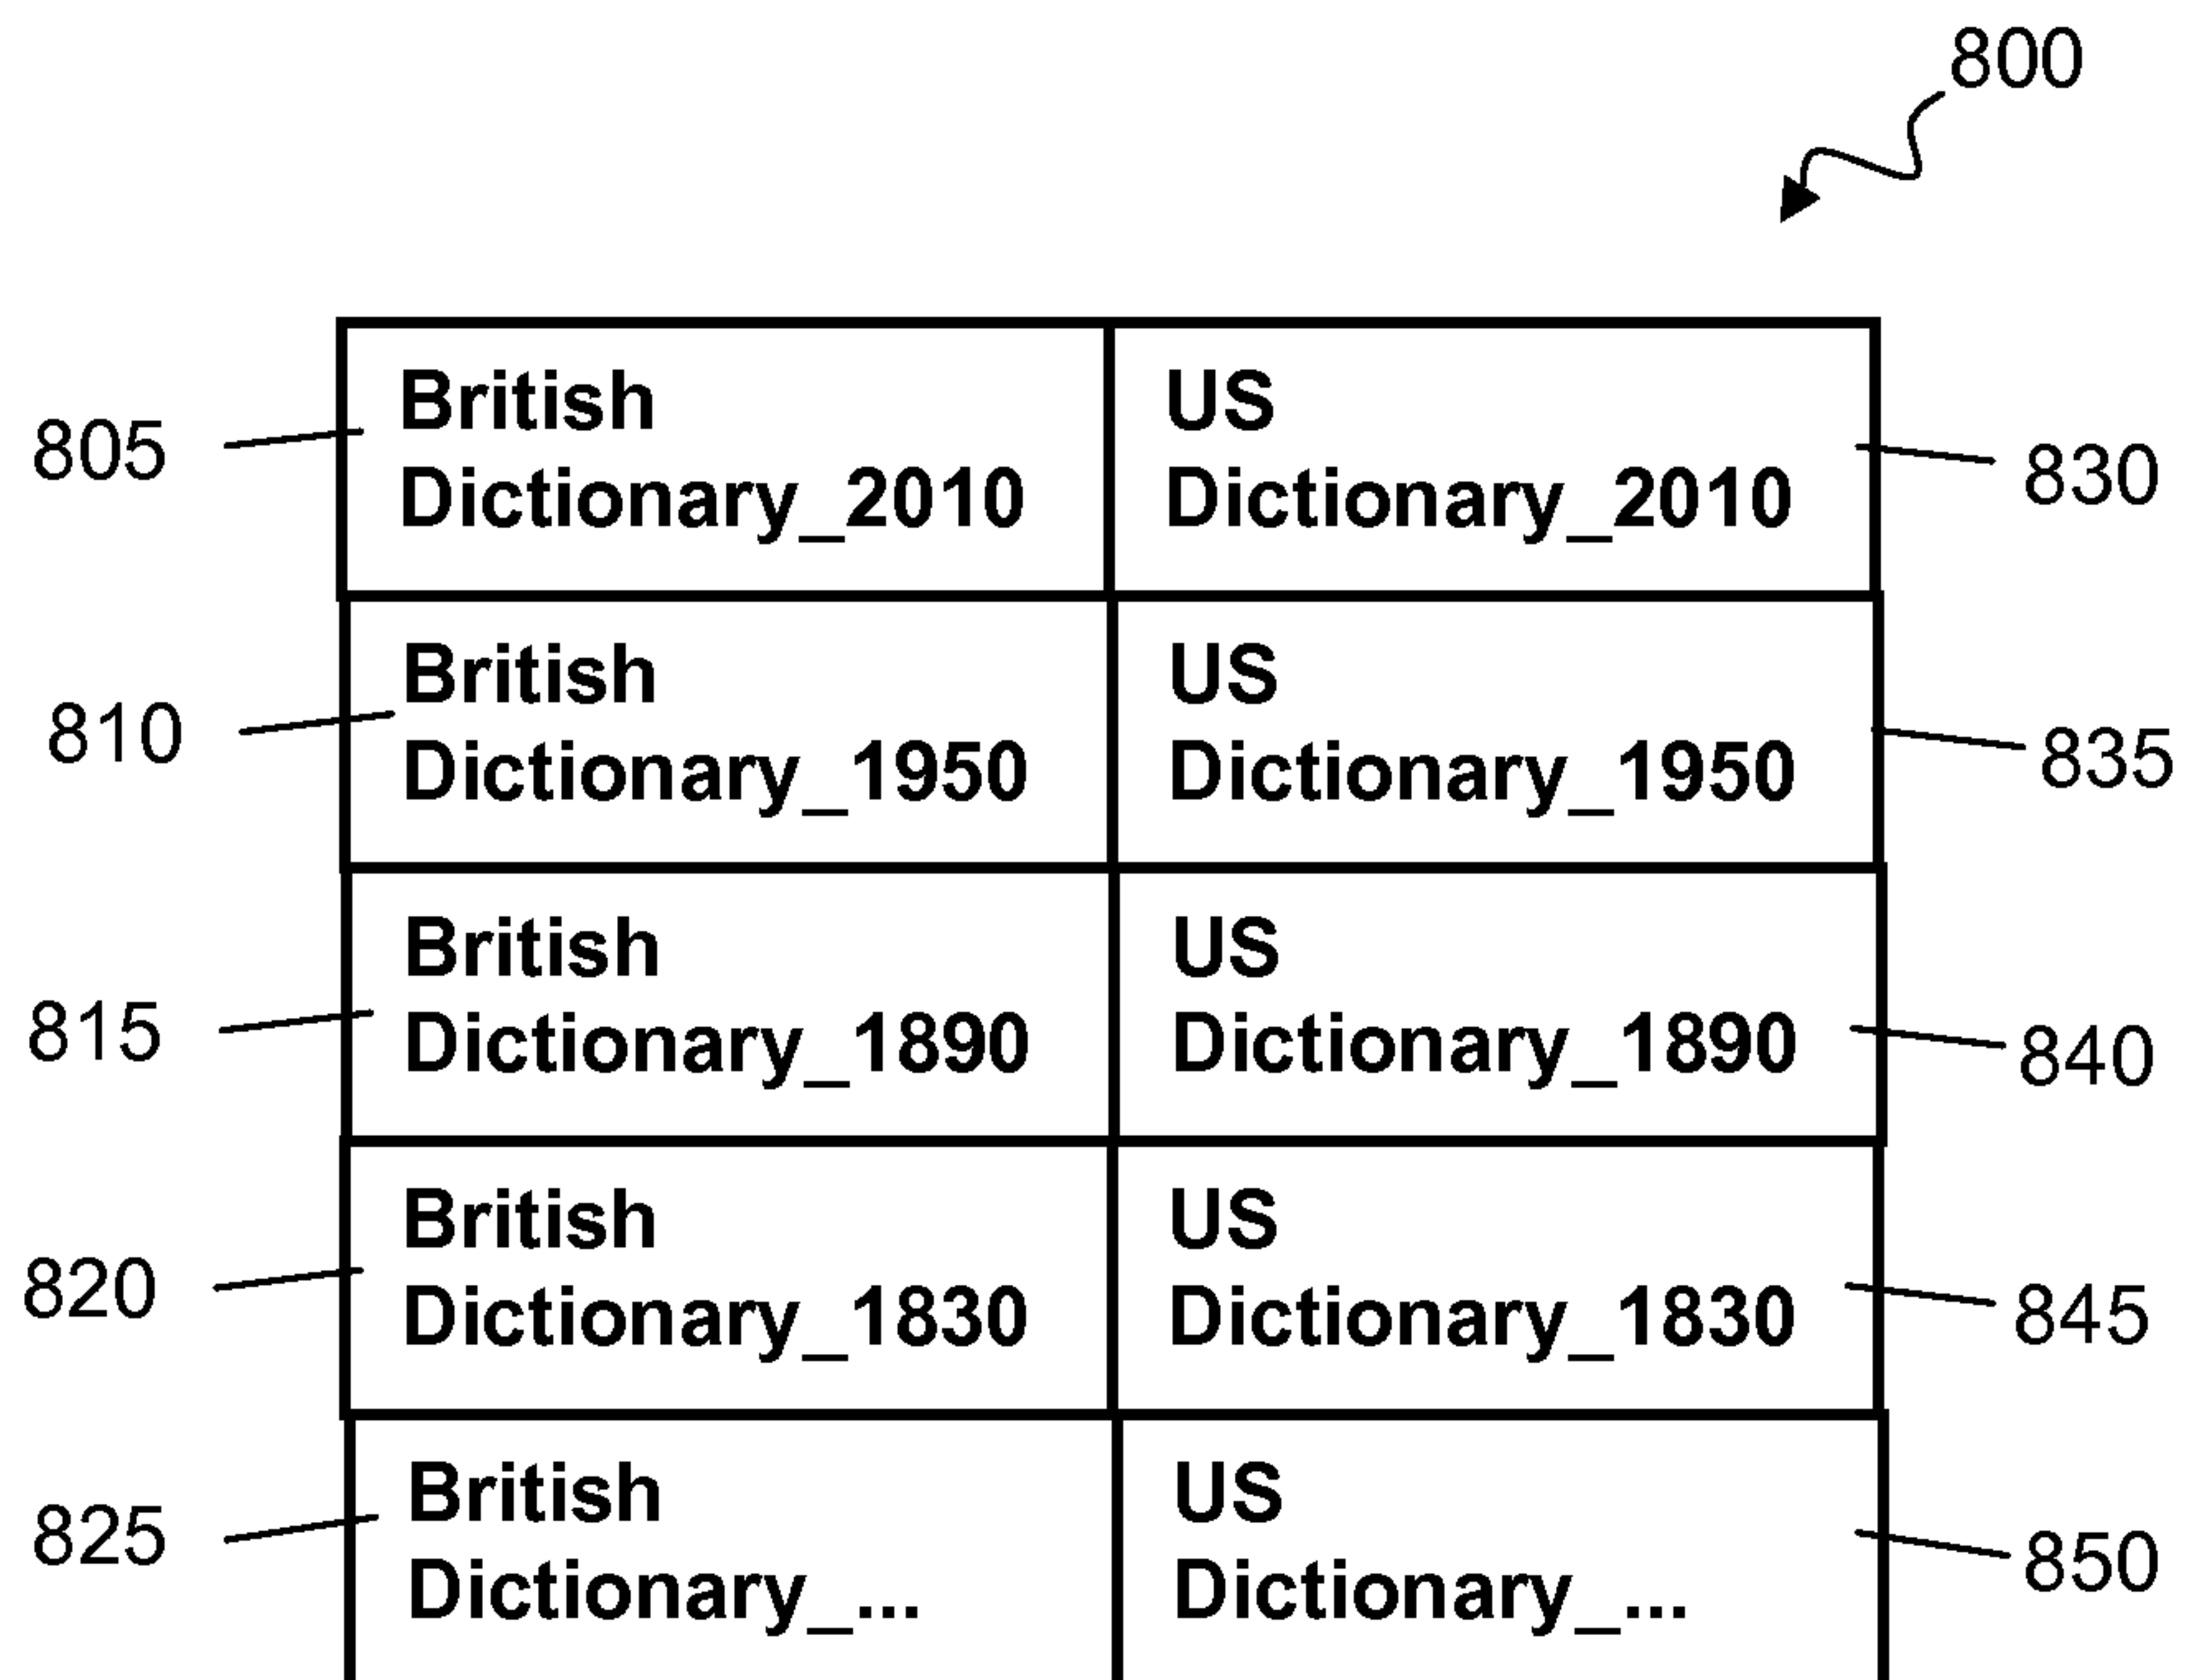 800
805
British
Dictionary_2010
US
Dictionary_2010
830
810
British
Dictionary_1950
US
Dictionary_1950
835
815
British
Dictionary_1890
US
Dictionary_1890
840
820
British
Dictionary_1830
US
Dictionary_1830
845
825
British
Dictionary_...
US
Dictionary_...
850